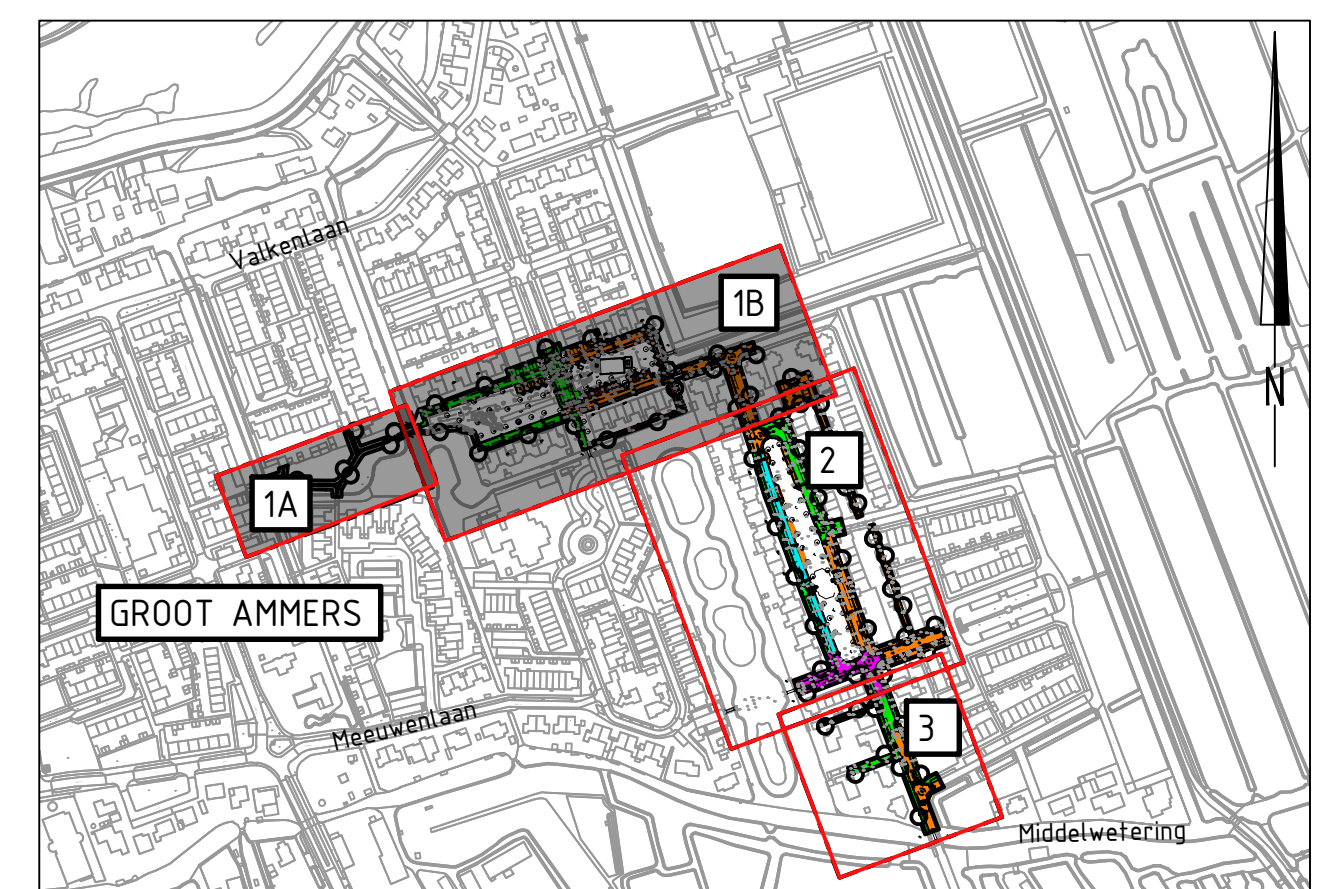 Valkenlaan
1B
N
2
1A
GROOT AMMERS
Meeuwenlaan
3
Middelwetering